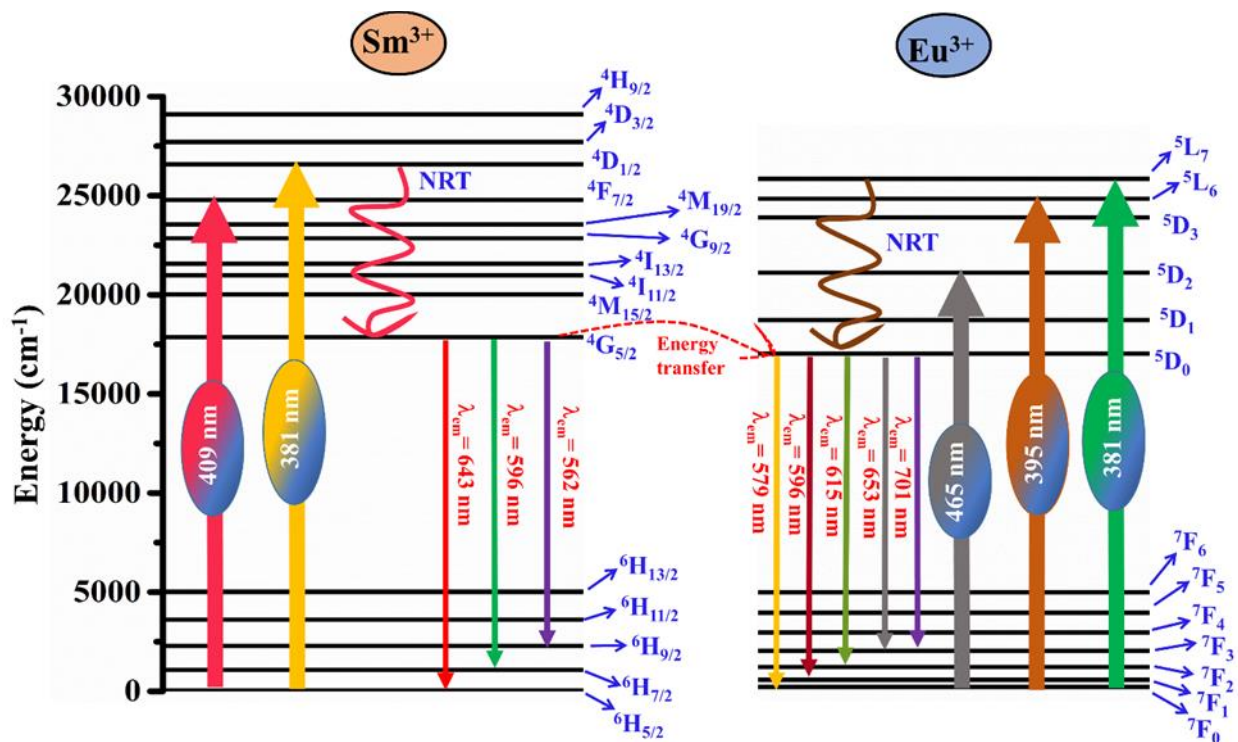 Sm³⁺
Eu³⁺
Energy (cm⁻¹)
30000
25000
20000
15000
10000
5000
0
⁴H₉/₂
⁴D₃/₂
⁴D₁/₂
⁴F₇/₂
⁴M₁₉/₂
⁴G₉/₂
⁴I₁₃/₂
⁴I₁₁/₂
⁴M₁₅/₂
⁴G₅/₂
⁶H₁₃/₂
⁶H₁₁/₂
⁶H₉/₂
⁶H₇/₂
⁶H₅/₂
NRT
409 nm
381 nm
λem= 643 nm
λem= 596 nm
λem= 562 nm
Energy
transfer
NRT
λem= 579 nm
λem= 596 nm
λem= 615 nm
λem= 653 nm
λem= 701 nm
465 nm
395 nm
381 nm
⁵L₇
⁵L₆
⁵D₃
⁵D₂
⁵D₁
⁵D₀
⁷F₆
⁷F₅
⁷F₄
⁷F₃
⁷F₂
⁷F₁
⁷F₀